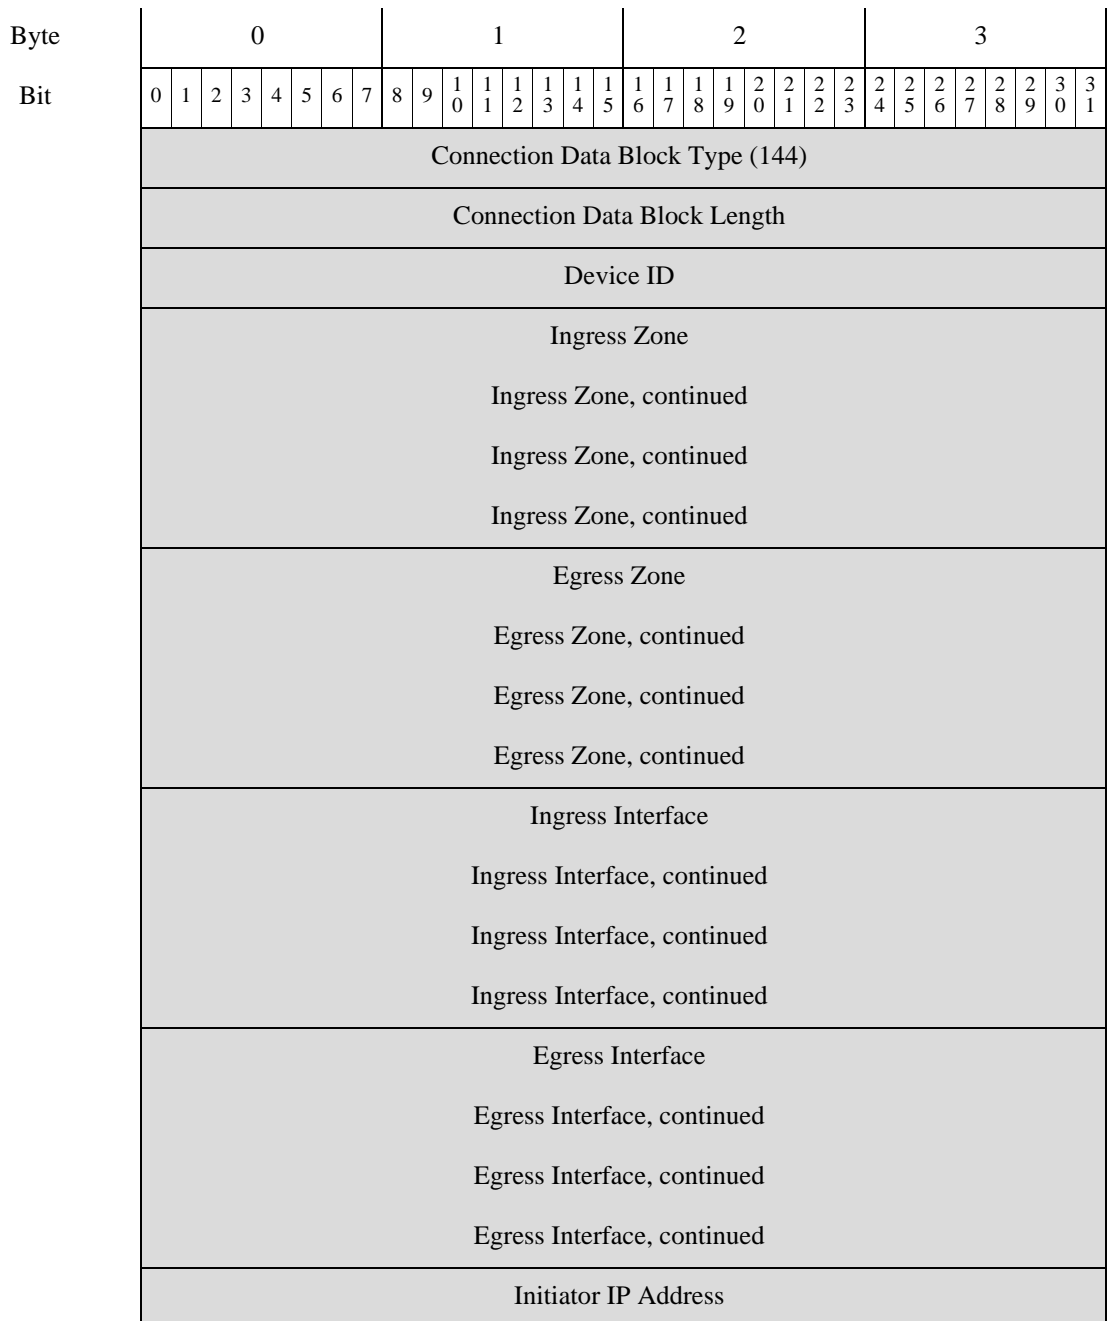 Byte 0 1 2 3
Bit 0 1 2 3 4 5 6 7 8 9 10 11 12 13 14 15 16 17 18 19 20 21 22 23 24 25 26 27 28 29 30 31
Connection Data Block Type (144)
Connection Data Block Length
Device ID
Ingress Zone
Ingress Zone, continued
Ingress Zone, continued
Ingress Zone, continued
Egress Zone
Egress Zone, continued
Egress Zone, continued
Egress Zone, continued
Ingress Interface
Ingress Interface, continued
Ingress Interface, continued
Ingress Interface, continued
Egress Interface
Egress Interface, continued
Egress Interface, continued
Egress Interface, continued
Initiator IP Address